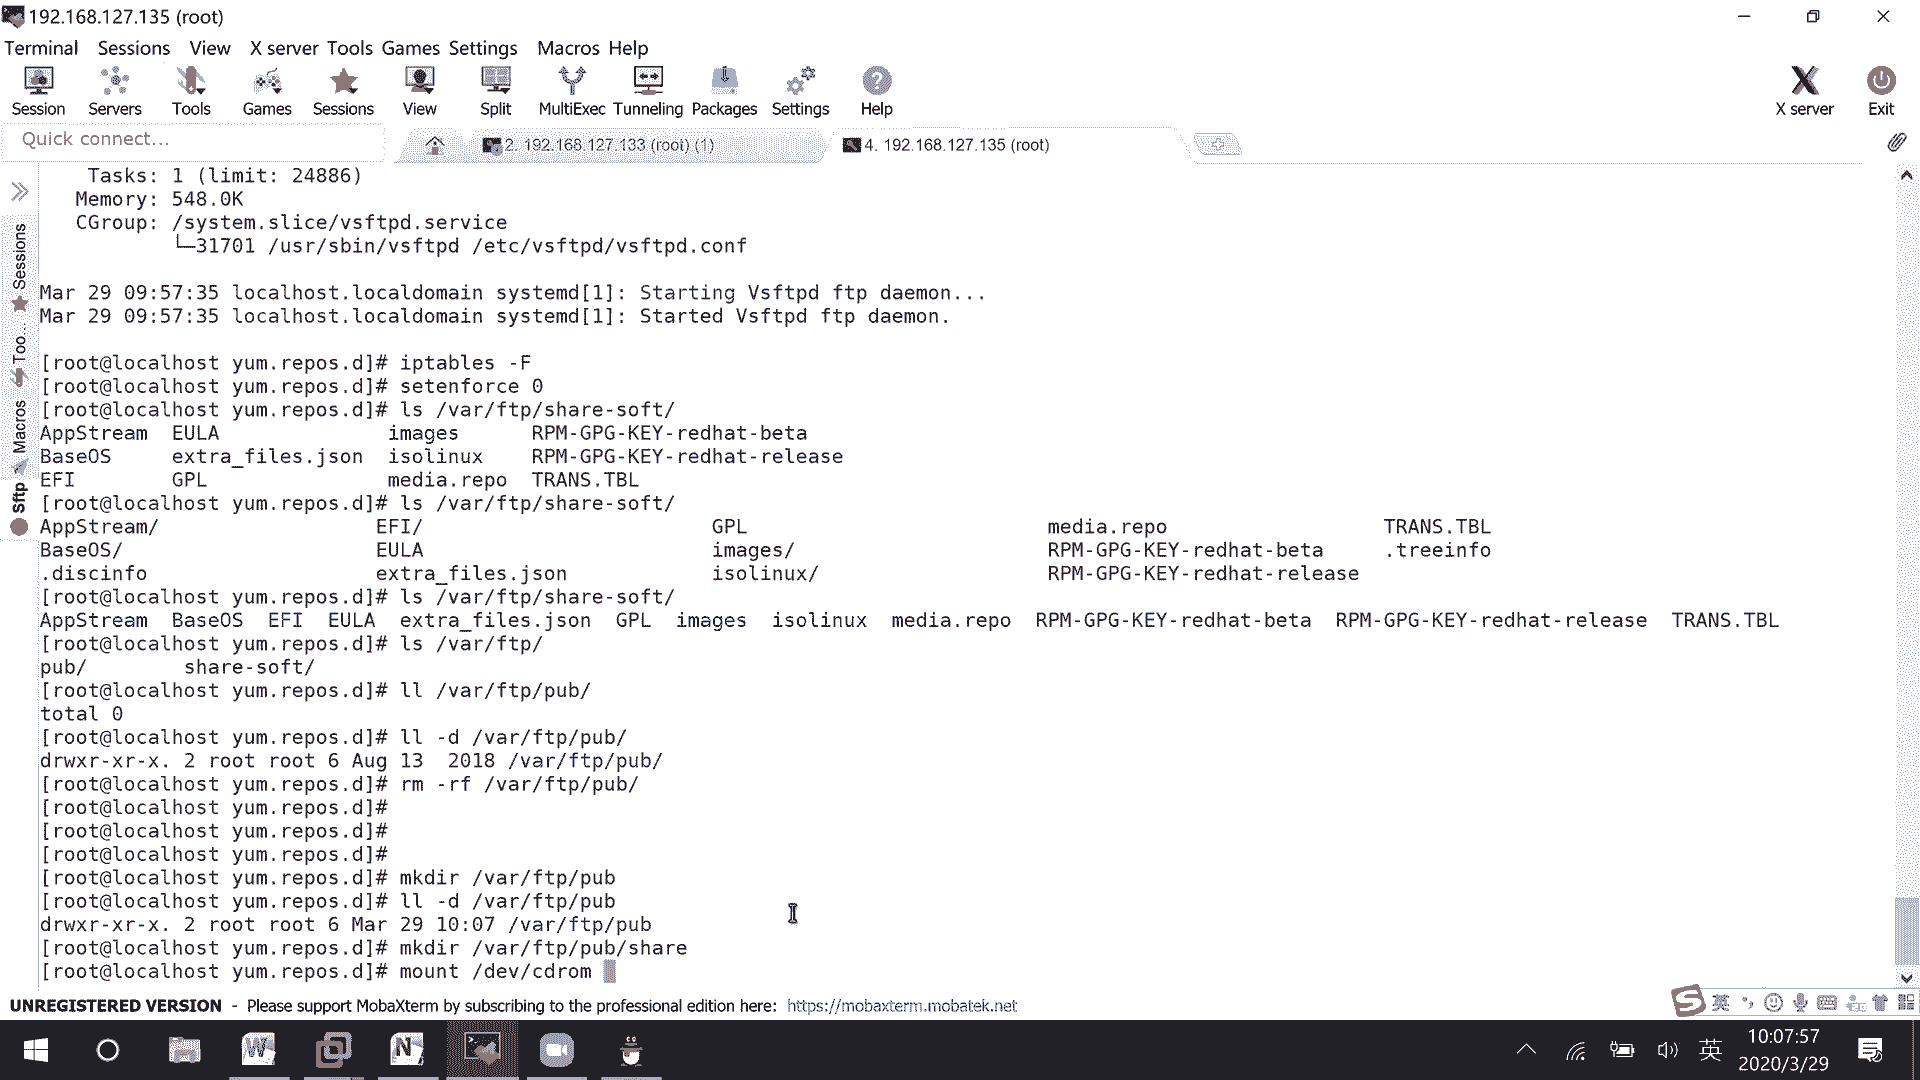 192.168.127.135 (root)
Terminal Sessions View X server Tools Games Settings Macros Help
Session Servers Tools Games Sessions View Split MultiExec Tunneling Packages Settings Help X server Exit
Quick connect...
2. 192.168.127.133 (root) (1)
4. 192.168.127.135 (root)
Sessions
Too...
Macros
Sftp
Tasks: 1 (limit: 24886)
Memory: 548.0K
CGroup: /system.slice/vsftpd.service
└─31701 /usr/sbin/vsftpd /etc/vsftpd/vsftpd.conf
Mar 29 09:57:35 localhost.localdomain systemd[1]: Starting Vsftpd ftp daemon...
Mar 29 09:57:35 localhost.localdomain systemd[1]: Started Vsftpd ftp daemon.
[root@localhost yum.repos.d]# iptables -F
[root@localhost yum.repos.d]# setenforce 0
[root@localhost yum.repos.d]# ls /var/ftp/share-soft/
AppStream EULA images RPM-GPG-KEY-redhat-beta
BaseOS extra_files.json isolinux RPM-GPG-KEY-redhat-release
EFI GPL media.repo TRANS.TBL
[root@localhost yum.repos.d]# ls /var/ftp/share-soft/
AppStream/ EFI/ GPL media.repo TRANS.TBL
BaseOS/ EULA images/ RPM-GPG-KEY-redhat-beta .treeinfo
.discinfo extra_files.json isolinux/ RPM-GPG-KEY-redhat-release
[root@localhost yum.repos.d]# ls /var/ftp/share-soft/
AppStream BaseOS EFI EULA extra_files.json GPL images isolinux media.repo RPM-GPG-KEY-redhat-beta RPM-GPG-KEY-redhat-release TRANS.TBL
[root@localhost yum.repos.d]# ls /var/ftp/
pub/ share-soft/
[root@localhost yum.repos.d]# ll /var/ftp/pub/
total 0
[root@localhost yum.repos.d]# ll -d /var/ftp/pub/
drwxr-xr-x. 2 root root 6 Aug 13 2018 /var/ftp/pub/
[root@localhost yum.repos.d]# rm -rf /var/ftp/pub/
[root@localhost yum.repos.d]#
[root@localhost yum.repos.d]#
[root@localhost yum.repos.d]#
[root@localhost yum.repos.d]# mkdir /var/ftp/pub
[root@localhost yum.repos.d]# ll -d /var/ftp/pub
drwxr-xr-x. 2 root root 6 Mar 29 10:07 /var/ftp/pub
[root@localhost yum.repos.d]# mkdir /var/ftp/pub/share
[root@localhost yum.repos.d]# mount /dev/cdrom
UNREGISTERED VERSION - Please support MobaXterm by subscribing to the professional edition here: https://mobaxterm.mobatek.net
英
英
10:07:57
2020/3/29